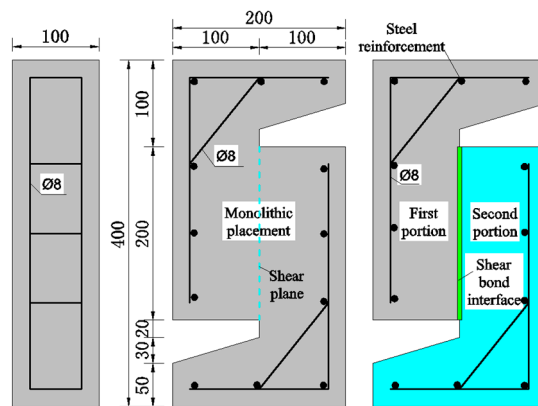 100
Ø8
400
200
100
100
100
200
20
30
50
Ø8
Monolithic
placement
Shear
plane
Steel
reinforcement
Ø8
First
portion
Second
portion
Shear
bond
interface